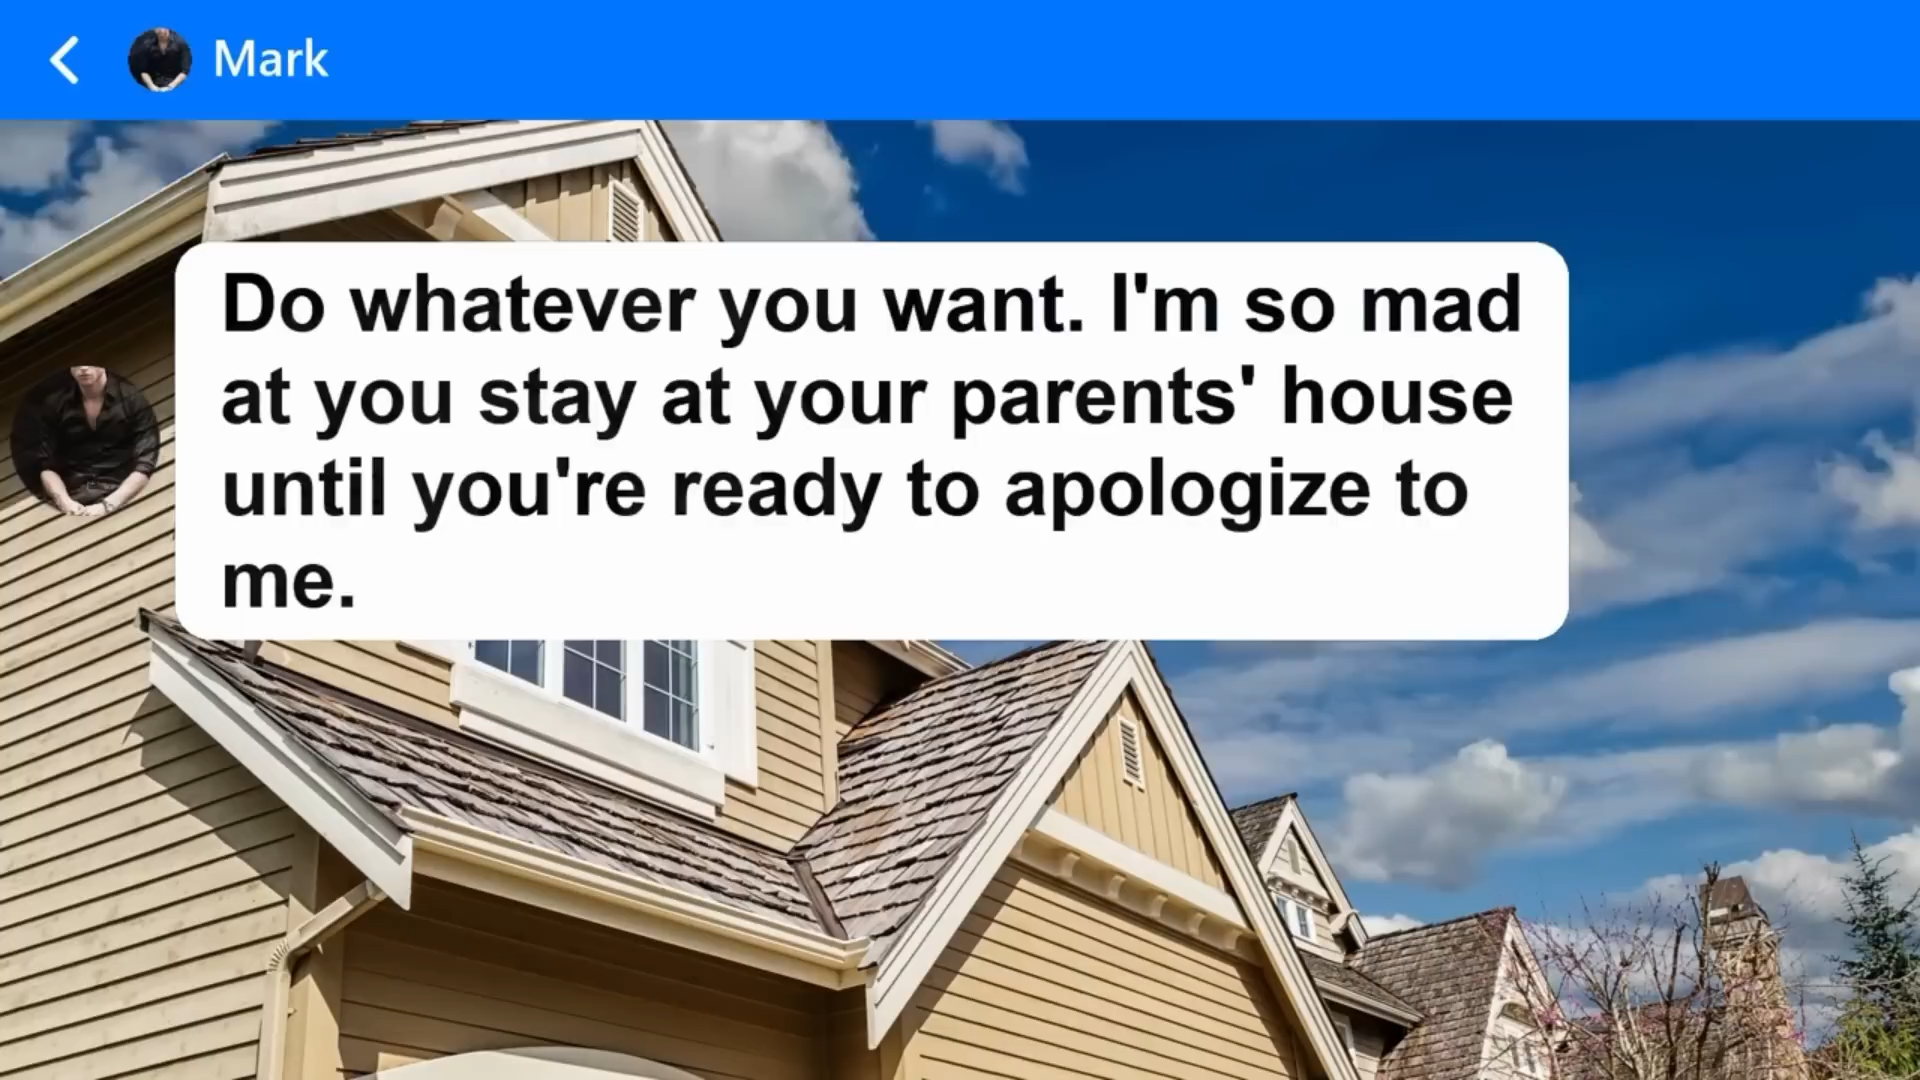 Mark
Do whatever you want. I'm so mad
at you stay at your parents' house
until you're ready to apologize to
me.